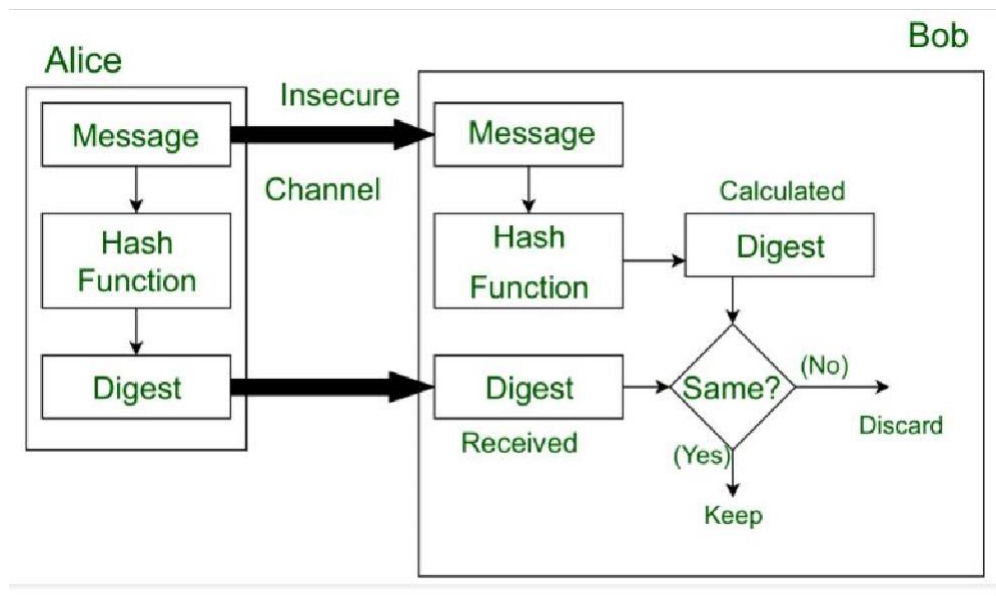 Alice
Message
Hash
Function
Digest
Insecure
Channel
Bob
Message
Hash
Function
Calculated
Digest
Digest
Received
Same?
(No)
Discard
(Yes)
Keep